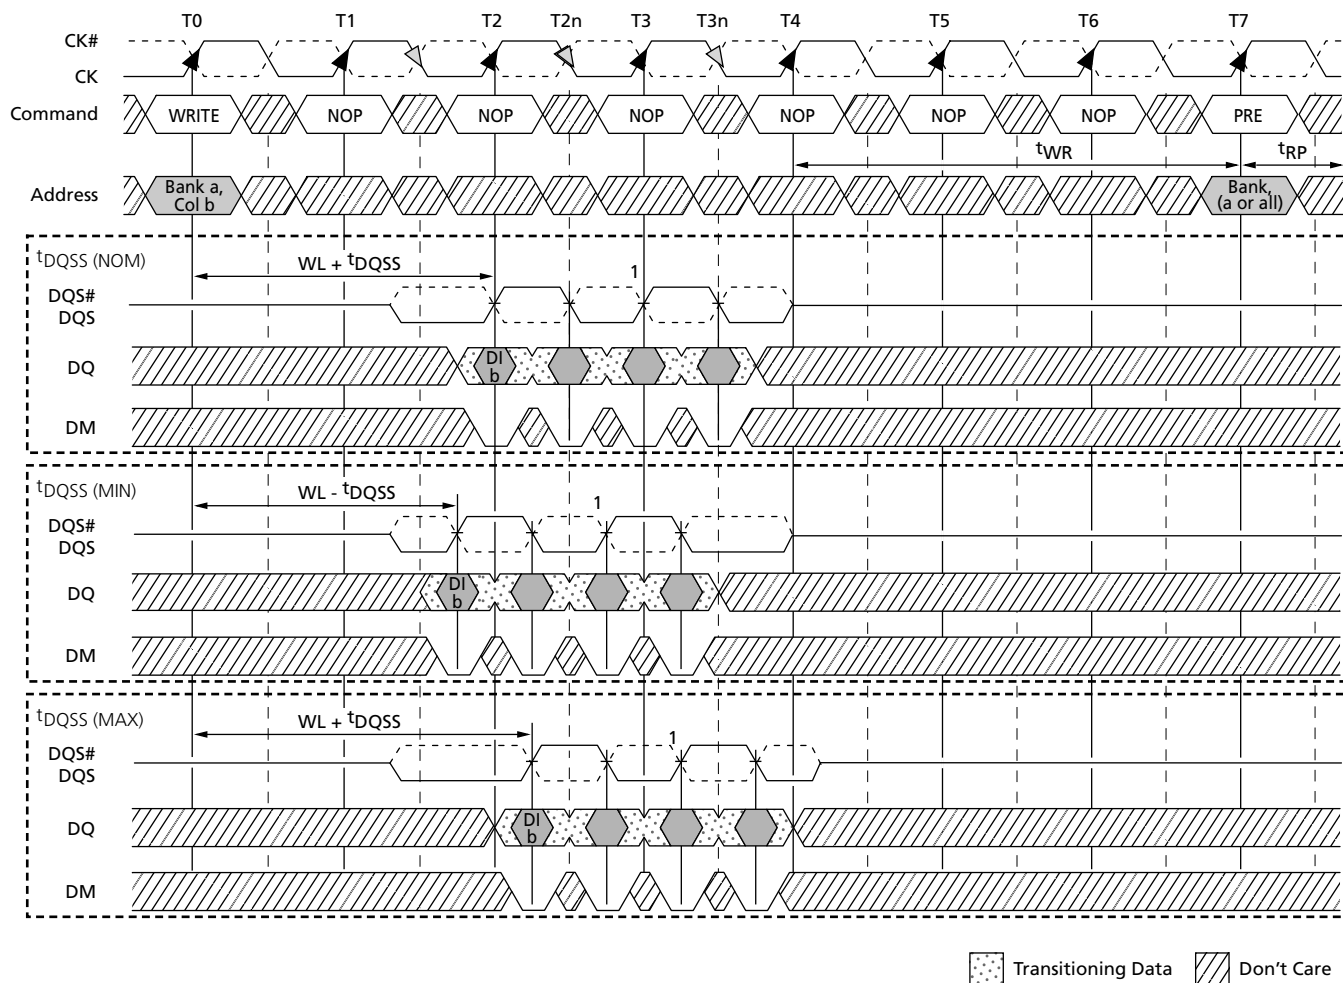 T0 T1 T2 T2n T3 T3n T4 T5 T6 T7
CK#
CK
Command WRITE NOP NOP NOP NOP NOP NOP PRE
tWR tRP
Address Bank a, Col b Bank, (a or all)
tDQSS (NOM)
WL + tDQSS 1
DQS#
DQS
DQ DI b
DM
tDQSS (MIN)
WL - tDQSS 1
DQS#
DQS
DQ DI b
DM
tDQSS (MAX)
WL + tDQSS 1
DQS#
DQS
DQ DI b
DM
Transitioning Data Don't Care